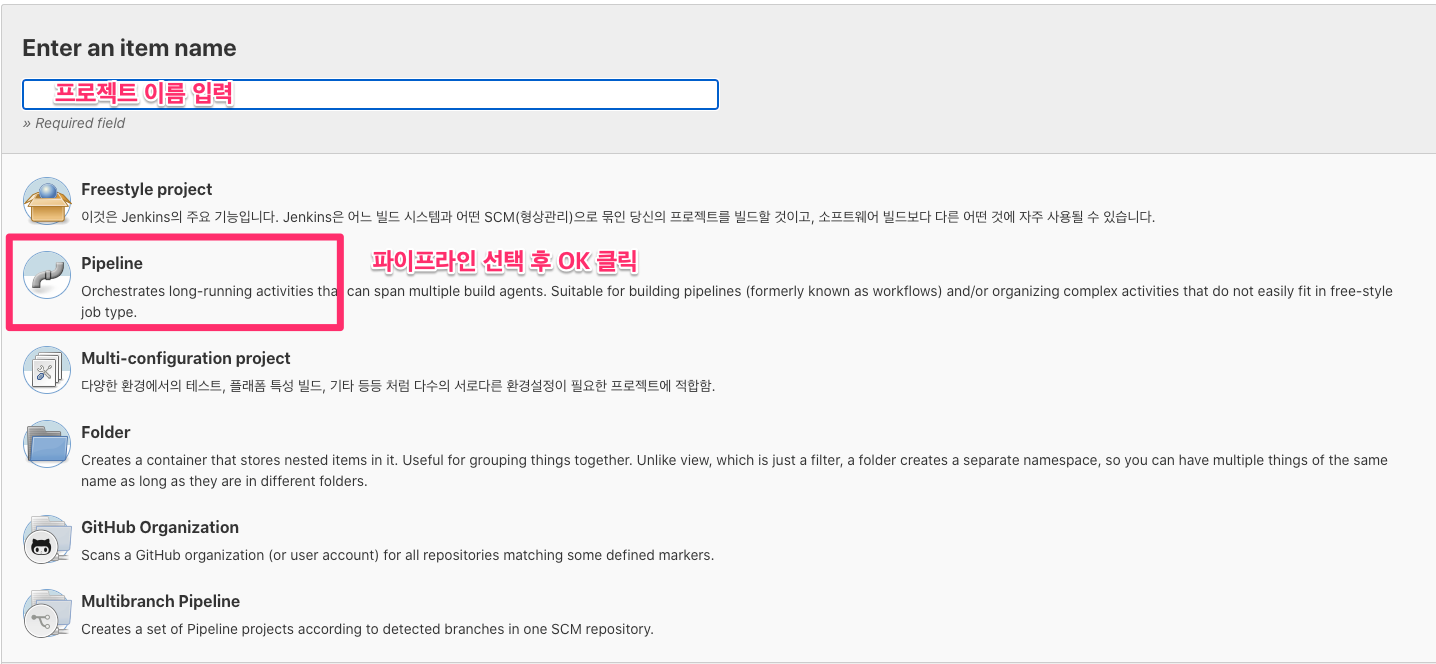 Enter an item name
프로젝트 이름 입력
» Required field
Freestyle project
이것은 Jenkins의 주요 기능입니다. Jenkins은 어느 빌드 시스템과 어떤 SCM(형상관리)으로 묶인 당신의 프로젝트를 빌드할 것이고, 소프트웨어 빌드보다 다른 어떤 것에 자주 사용될 수 있습니다.
Pipeline
파이프라인 선택 후 OK 클릭
Orchestrates long-running activities that can span multiple build agents. Suitable for building pipelines (formerly known as workflows) and/or organizing complex activities that do not easily fit in free-style
job type.
Multi-configuration project
다양한 환경에서의 테스트, 플래폼 특성 빌드, 기타 등등 처럼 다수의 서로다른 환경설정이 필요한 프로젝트에 적합함.
Folder
Creates a container that stores nested items in it. Useful for grouping things together. Unlike view, which is just a filter, a folder creates a separate namespace, so you can have multiple things of the same
name as long as they are in different folders.
GitHub Organization
Scans a GitHub organization (or user account) for all repositories matching some defined markers.
Multibranch Pipeline
Creates a set of Pipeline projects according to detected branches in one SCM repository.